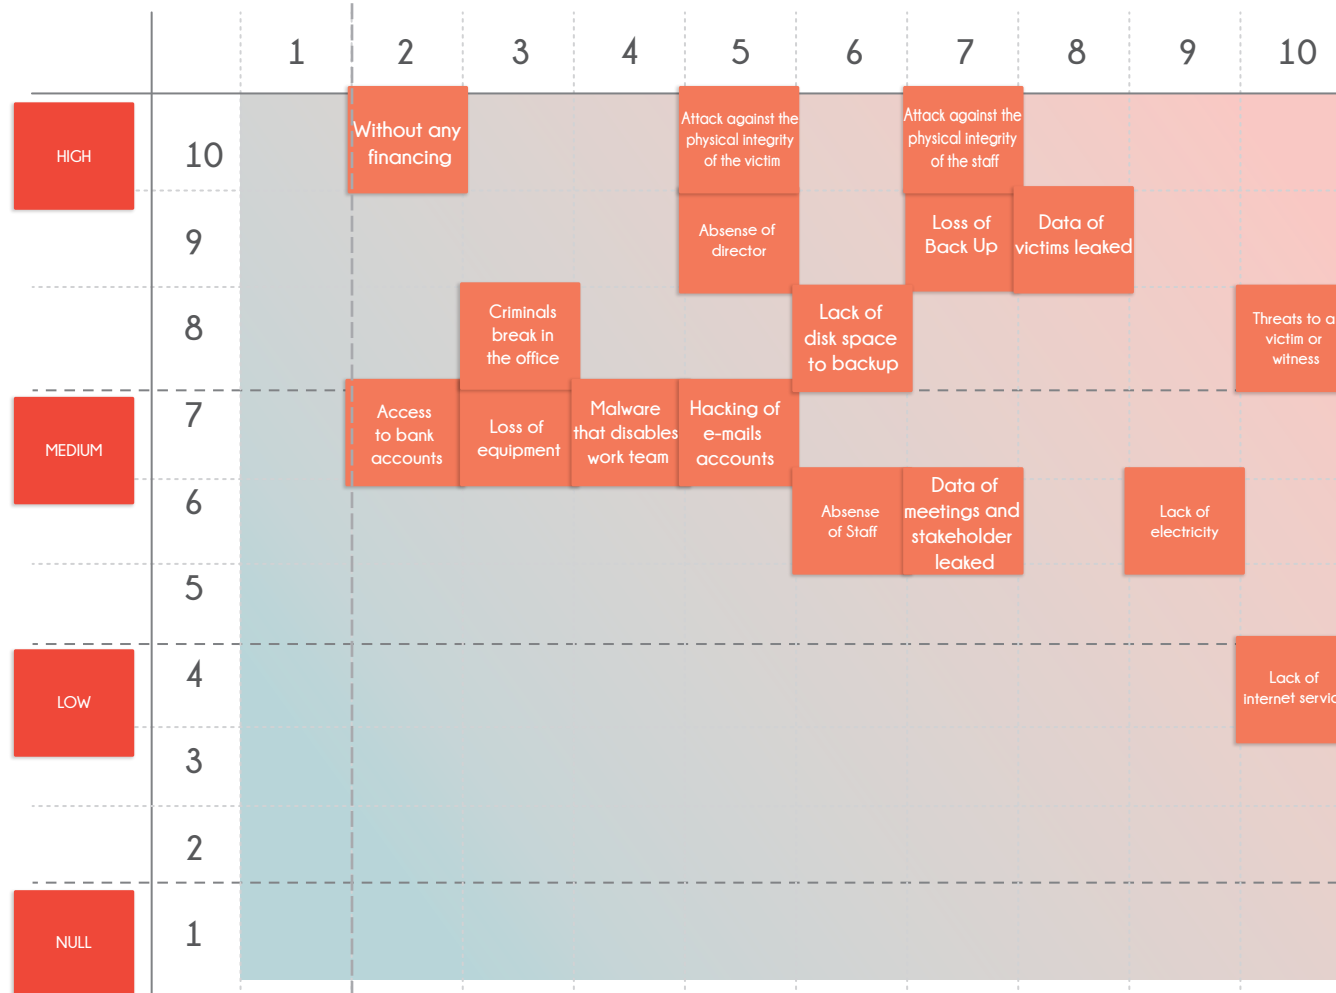 1 2 3 4 5 6 7 8 9 10
HIGH
10
Without any
financing
Attack against the
physical integrity
of the victim
Attack against the
physical integrity
of the staff
9
Absense of
director
Loss of
Back Up
Data of
victims leaked
8
Criminals
break in
the office
Lack of
disk space
to backup
Threats to a
victim or
witness
MEDIUM
7
Access
to bank
accounts
Loss of
equipment
Malware
that disables
work team
Hacking of
e-mails
accounts
6
Absense
of Staff
Data of
meetings and
stakeholder
leaked
Lack of
electricity
5
LOW
4
Lack of
internet servic
3
2
NULL
1